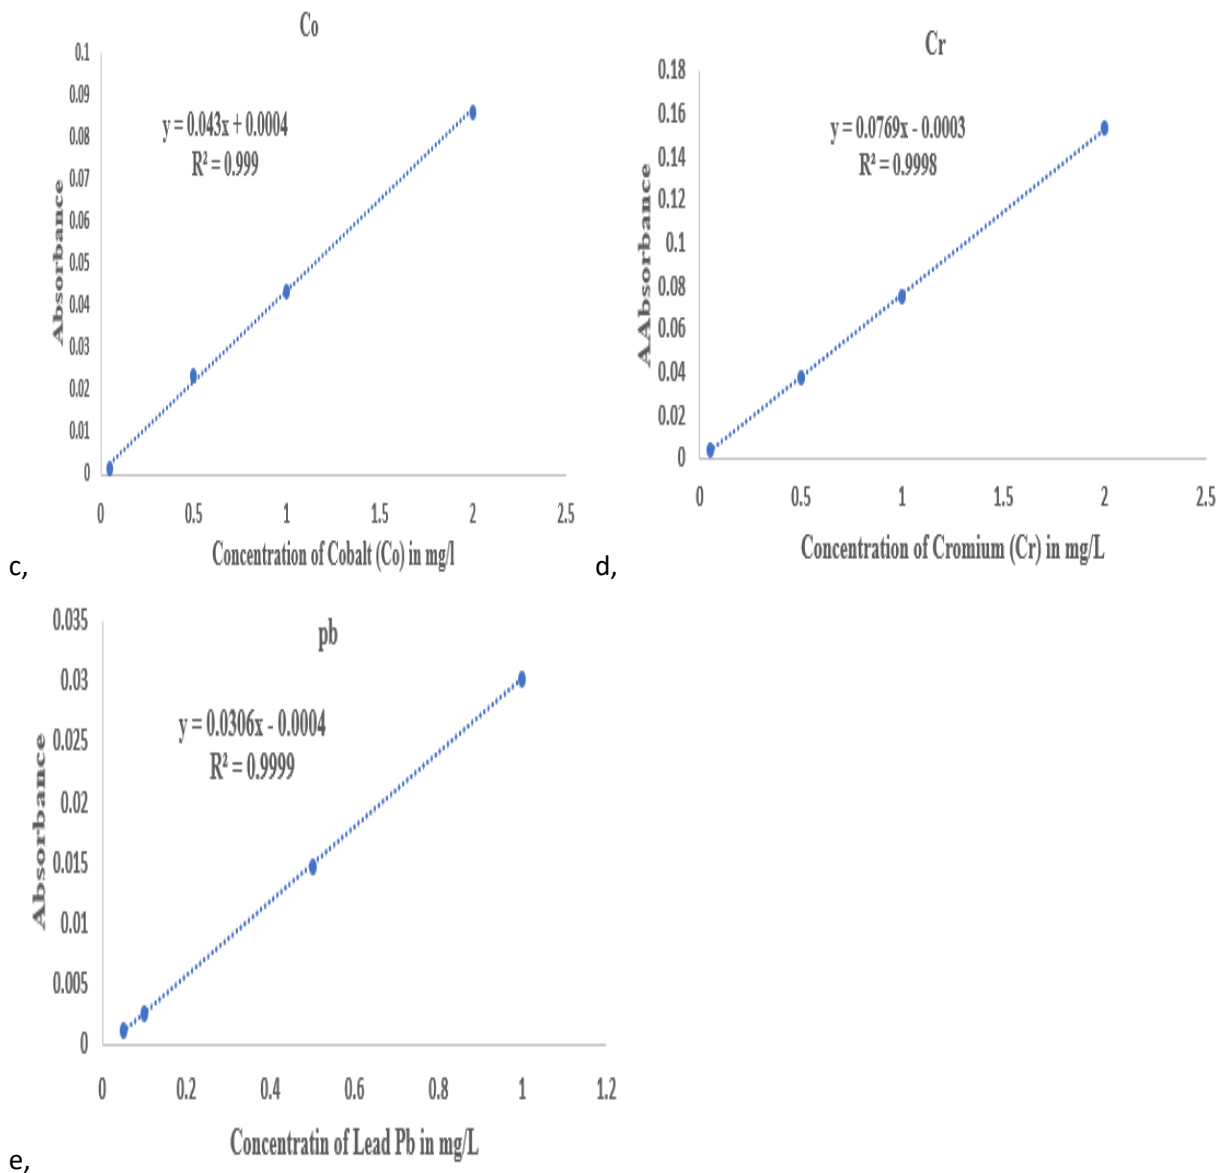 Co
0.1
0.09
0.08
0.07
0.06
0.05
0.04
0.03
0.02
0.01
0
Absorbance
y = 0.043x + 0.0004
R² = 0.999
0 0.5 1 1.5 2 2.5
Concentration of Cobalt (Co) in mg/l
c,
Cr
0.18
0.16
0.14
0.12
0.1
0.08
0.06
0.04
0.02
0
AAbsorbance
y = 0.0769x - 0.0003
R² = 0.9998
0 0.5 1 1.5 2 2.5
Concentration of Cromium (Cr) in mg/L
d,
pb
0.035
0.03
0.025
0.02
0.015
0.01
0.005
0
Absorbance
y = 0.0306x - 0.0004
R² = 0.9999
0 0.2 0.4 0.6 0.8 1 1.2
Concentratin of Lead Pb in mg/L
e,